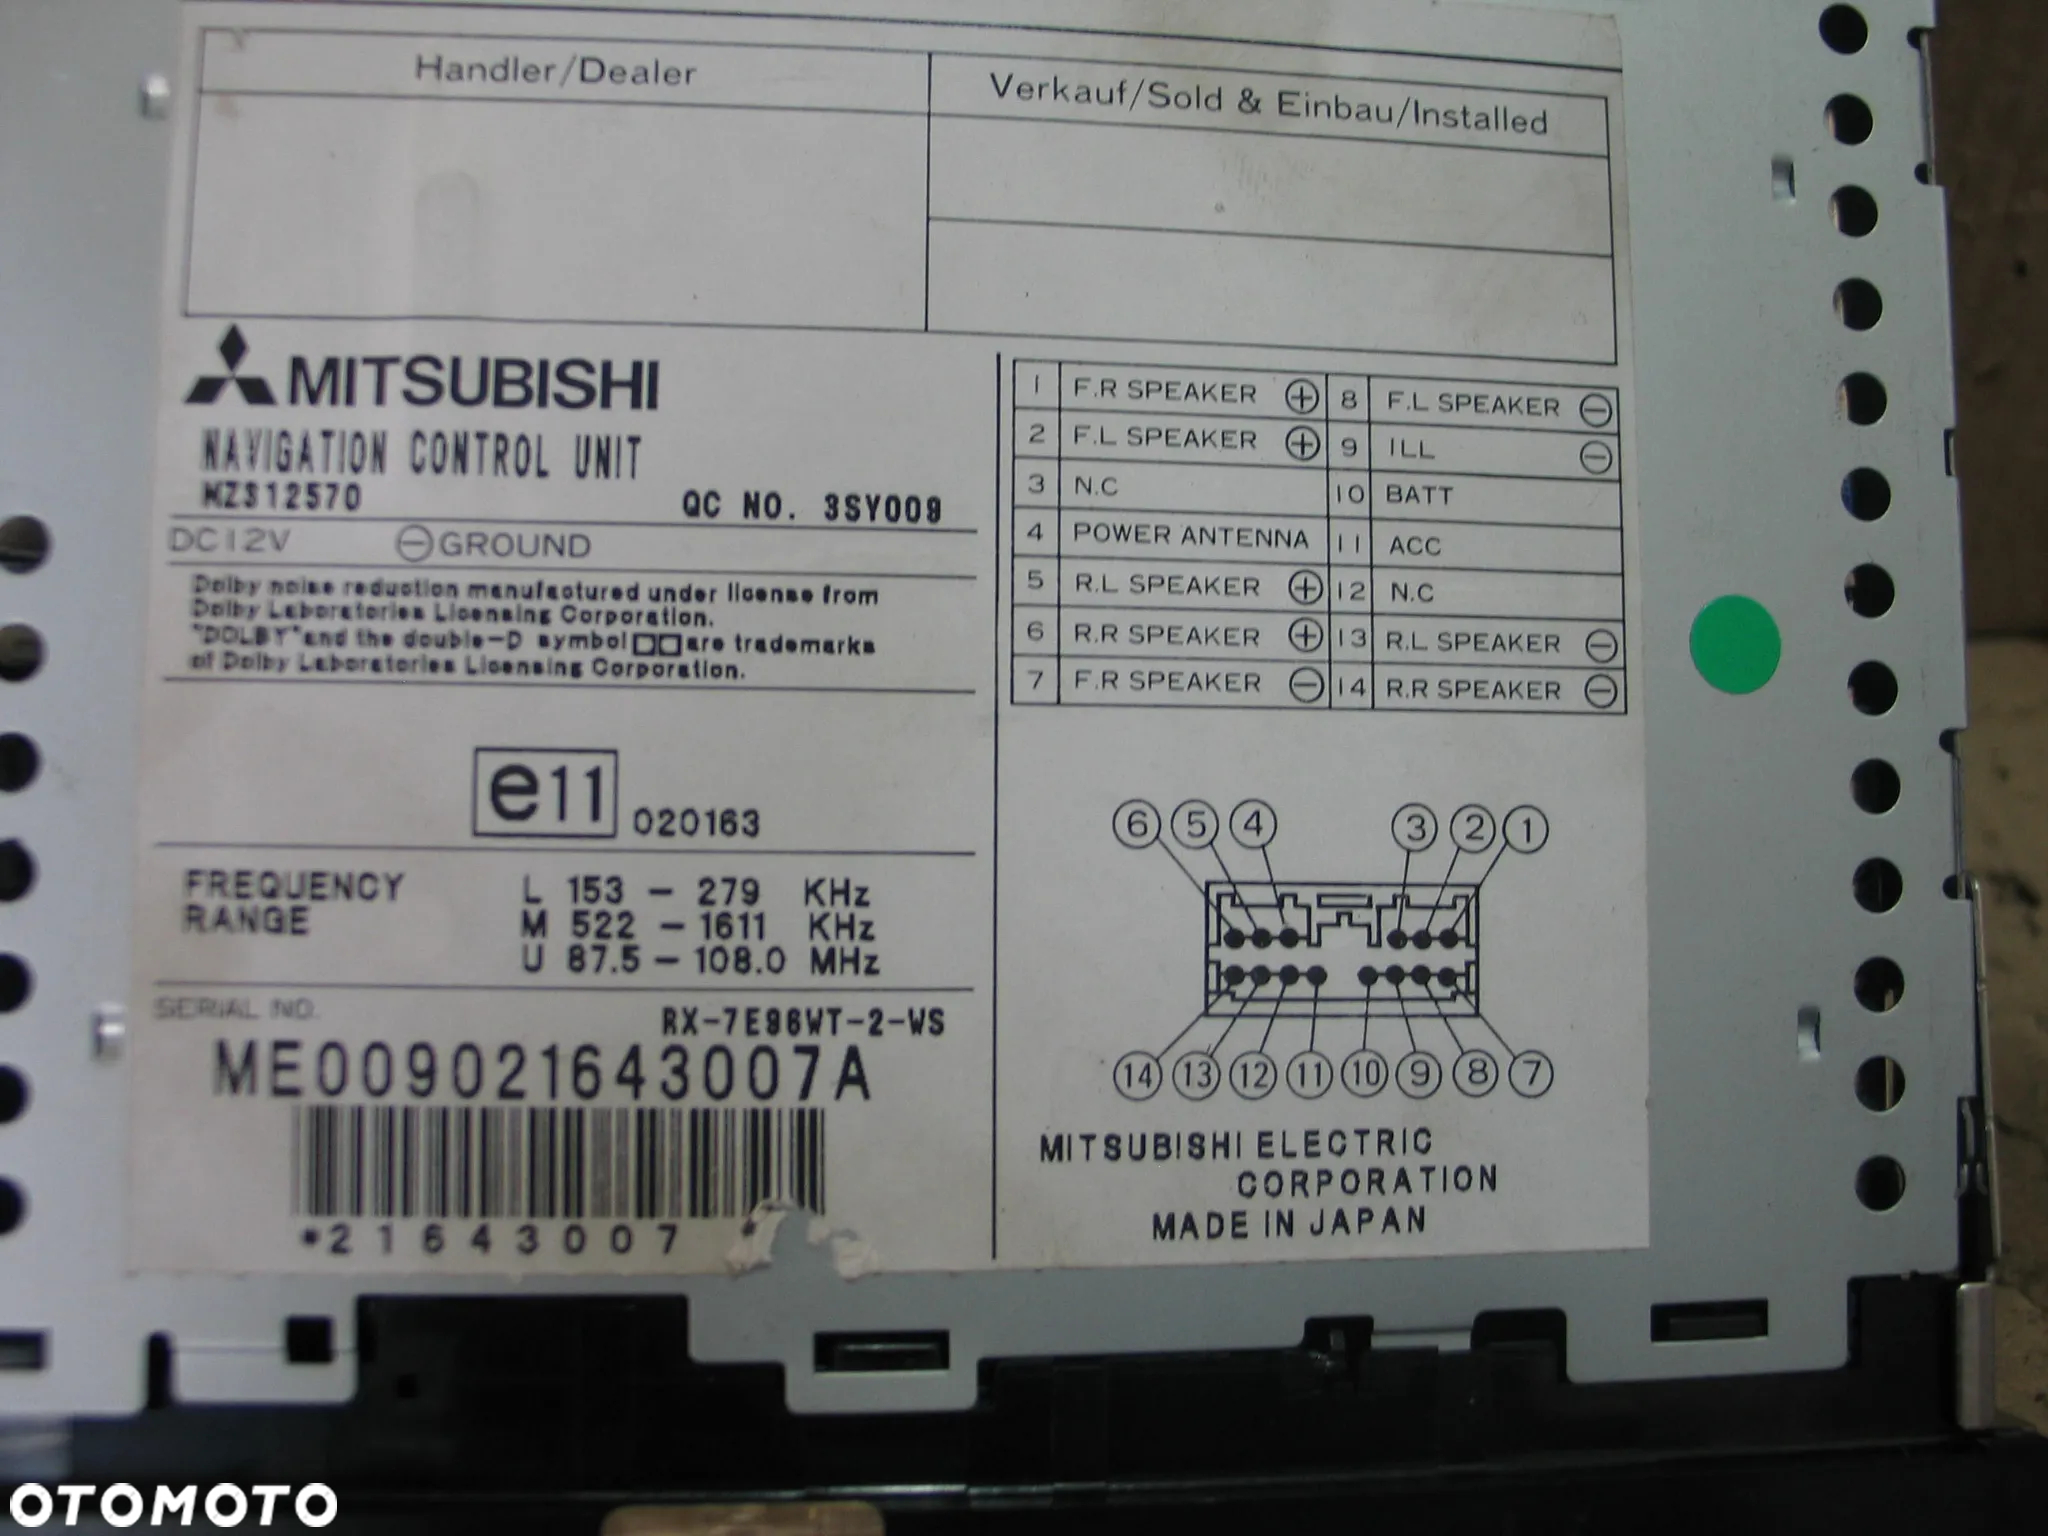 Handler/Dealer
Verkauf/Sold & Einbau/Installed
MITSUBISHI
NAVIGATION CONTROL UNIT
MZ312570 QC NO. 3SY009
DC12V ⊖GROUND
Dolby noise reduction manufactured under license from
Dolby Laboratories Licensing Corporation.
"DOLBY" and the double-D symbol □□ are trademarks
of Dolby Laboratories Licensing Corporation.
e11 020163
FREQUENCY RANGE
L 153 - 279 KHz
M 522 - 1611 KHz
U 87.5 - 108.0 MHz
SERIAL NO.
RX-7E96WT-2-WS
ME009021643007A
*21643007*
1 F.R SPEAKER ⊕ 8 F.L SPEAKER ⊖
2 F.L SPEAKER ⊕ 9 ILL ⊖
3 N.C 10 BATT
4 POWER ANTENNA 11 ACC
5 R.L SPEAKER ⊕ 12 N.C
6 R.R SPEAKER ⊕ 13 R.L SPEAKER ⊖
7 F.R SPEAKER ⊖ 14 R.R SPEAKER ⊖
6 5 4 3 2 1
14 13 12 11 10 9 8 7
MITSUBISHI ELECTRIC
CORPORATION
MADE IN JAPAN
OTOMOTO